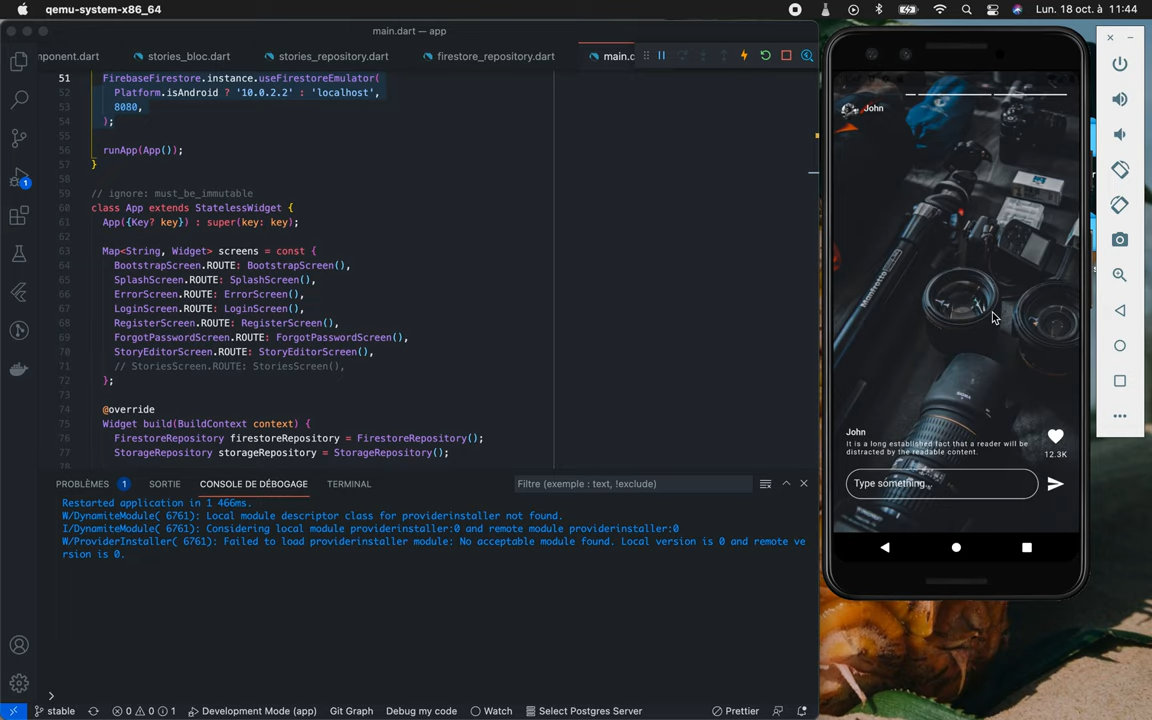 qemu-system-x86_64
Lun. 18 oct. à 11:44
main.dart — app
ponent.dart
stories_bloc.dart
stories_repository.dart
firestore_repository.dart
main.d
51 FirebaseFirestore.instance.useFirestoreEmulator(
52 Platform.isAndroid ? '10.0.2.2' : 'localhost',
53 8080,
54 );
55
56 runApp(App());
57 }
58
59 // ignore: must_be_immutable
60 class App extends StatelessWidget {
61 App({Key? key}) : super(key: key);
62
63 Map<String, Widget> screens = const {
64 BootstrapScreen.ROUTE: BootstrapScreen(),
65 SplashScreen.ROUTE: SplashScreen(),
66 ErrorScreen.ROUTE: ErrorScreen(),
67 LoginScreen.ROUTE: LoginScreen(),
68 RegisterScreen.ROUTE: RegisterScreen(),
69 ForgotPasswordScreen.ROUTE: ForgotPasswordScreen(),
70 StoryEditorScreen.ROUTE: StoryEditorScreen(),
71 // StoriesScreen.ROUTE: StoriesScreen(),
72 };
73
74 @override
75 Widget build(BuildContext context) {
76 FirestoreRepository firestoreRepository = FirestoreRepository();
77 StorageRepository storageRepository = StorageRepository();
78
1
PROBLÈMES 1 SORTIE CONSOLE DE DÉBOGAGE TERMINAL
Filtre (exemple : text, !exclude)
Restarted application in 1 466ms.
W/DynamiteModule( 6761): Local module descriptor class for providerinstaller not found.
I/DynamiteModule( 6761): Considering local module providerinstaller:0 and remote module providerinstaller:0
W/ProviderInstaller( 6761): Failed to load providerinstaller module: No acceptable module found. Local version is 0 and remote ve
rsion is 0.
stable 0 0 1 Development Mode (app) Git Graph Debug my code Watch Select Postgres Server Prettier
John
Manfrotto
SIGMA
John
It is a long established fact that a reader will be
distracted by the readable content.
12.3K
Type something...